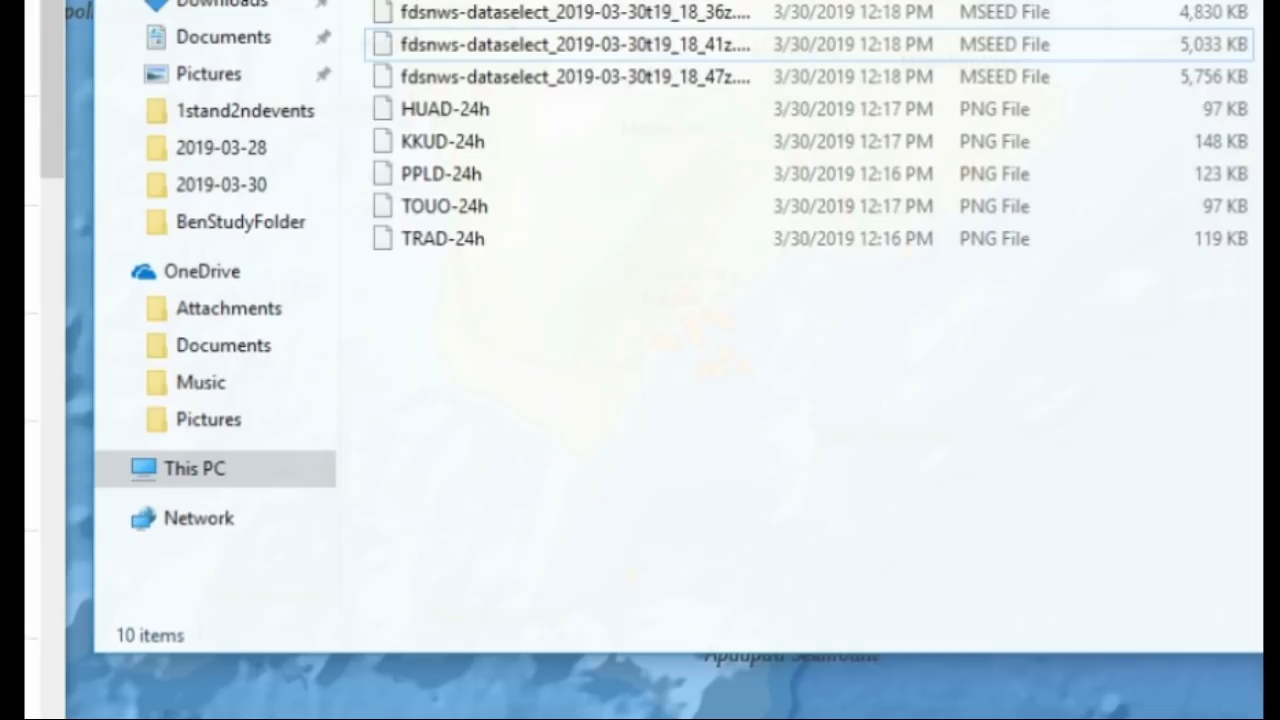 poli
Downloads
fdsnws-dataselect_2019-03-30t19_18_36z.... 3/30/2019 12:18 PM MSEED File 4,830 KB
Documents
fdsnws-dataselect_2019-03-30t19_18_41z.... 3/30/2019 12:18 PM MSEED File 5,033 KB
Pictures
fdsnws-dataselect_2019-03-30t19_18_47z.... 3/30/2019 12:18 PM MSEED File 5,756 KB
1stand2ndevents
HUAD-24h 3/30/2019 12:17 PM PNG File 97 KB
2019-03-28
KKUD-24h 3/30/2019 12:17 PM PNG File 148 KB
2019-03-30
PPLD-24h 3/30/2019 12:16 PM PNG File 123 KB
BenStudyFolder
TOUO-24h 3/30/2019 12:17 PM PNG File 97 KB
TRAD-24h 3/30/2019 12:16 PM PNG File 119 KB
OneDrive
Attachments
Documents
Music
Pictures
This PC
Network
10 items
Apuupuu Seamount